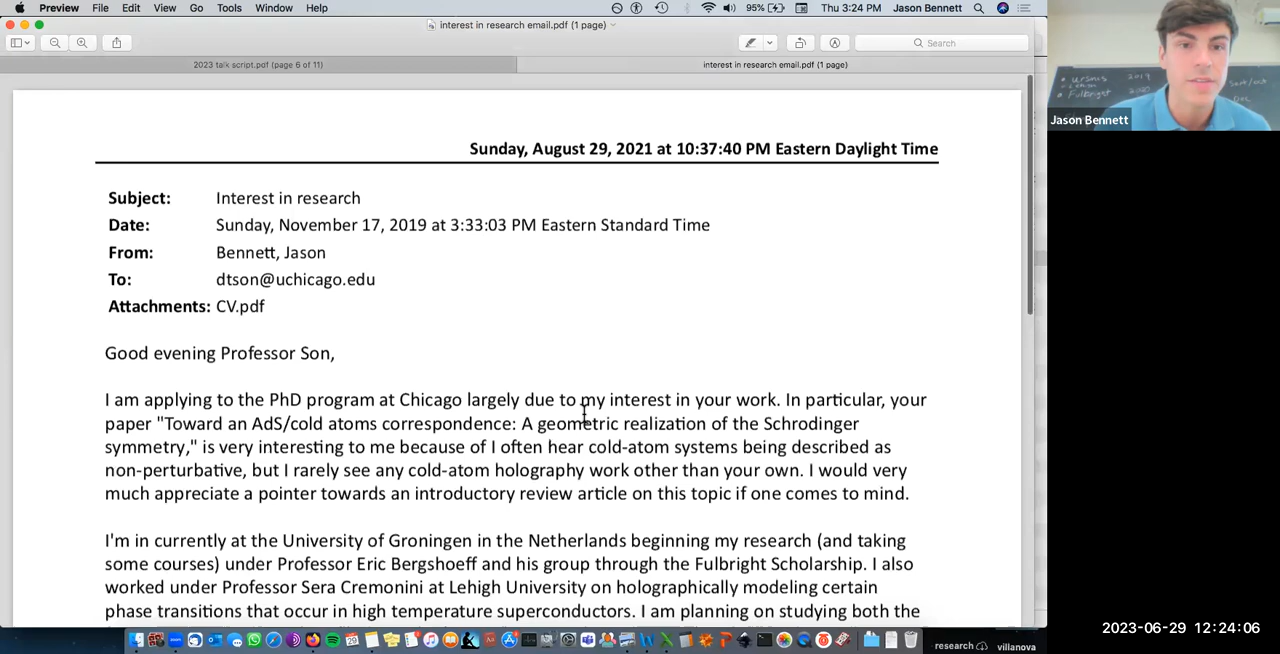 Preview File Edit View Go Tools Window Help 95% Thu 3:24 PM Jason Bennett
interest in research email.pdf (1 page)
Search
2023 talk script.pdf (page 6 of 11) interest in research email.pdf (1 page)
Sunday, August 29, 2021 at 10:37:40 PM Eastern Daylight Time
Subject: Interest in research
Date: Sunday, November 17, 2019 at 3:33:03 PM Eastern Standard Time
From: Bennett, Jason
To: dtson@uchicago.edu
Attachments: CV.pdf
Good evening Professor Son,
I am applying to the PhD program at Chicago largely due to my interest in your work. In particular, your
paper "Toward an AdS/cold atoms correspondence: A geometric realization of the Schrodinger
symmetry," is very interesting to me because of I often hear cold-atom systems being described as
non-perturbative, but I rarely see any cold-atom holography work other than your own. I would very
much appreciate a pointer towards an introductory review article on this topic if one comes to mind.
I'm in currently at the University of Groningen in the Netherlands beginning my research (and taking
some courses) under Professor Eric Bergshoeff and his group through the Fulbright Scholarship. I also
worked under Professor Sera Cremonini at Lehigh University on holographically modeling certain
phase transitions that occur in high temperature superconductors. I am planning on studying both the
Ursinus 2019
Fulbright 2020
Jason Bennett
research villanova
2023-06-29 12:24:06